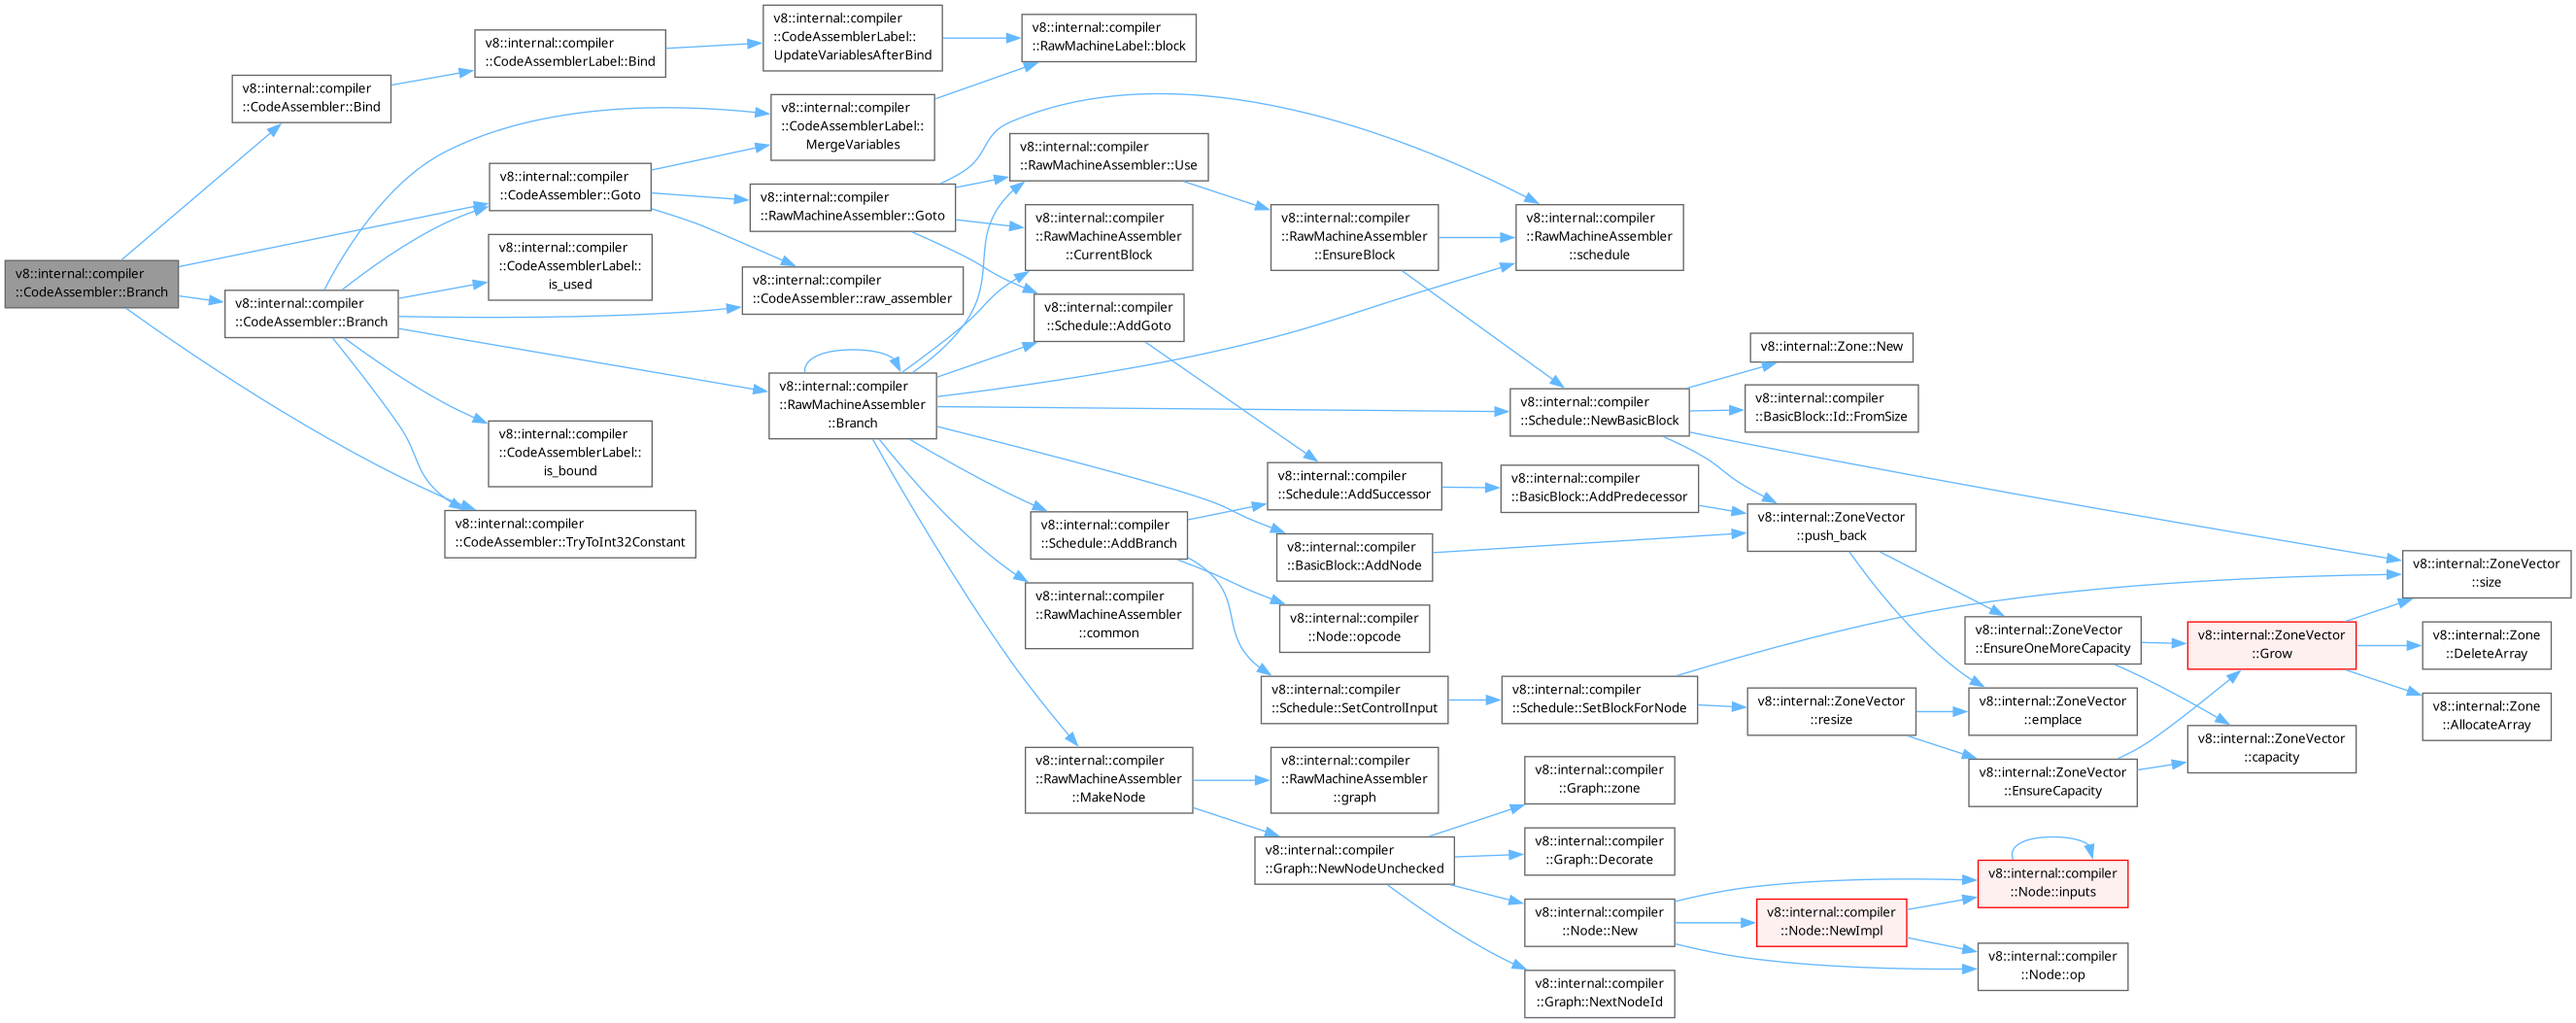 v8::internal::compiler
::CodeAssembler::Branch
v8::internal::compiler
::CodeAssembler::Bind
v8::internal::compiler
::CodeAssemblerLabel::Bind
v8::internal::compiler
::CodeAssemblerLabel::
UpdateVariablesAfterBind
v8::internal::compiler
::RawMachineLabel::block
v8::internal::compiler
::CodeAssembler::Goto
v8::internal::compiler
::CodeAssemblerLabel::
MergeVariables
v8::internal::compiler
::RawMachineAssembler::Goto
v8::internal::compiler
::CodeAssembler::raw_assembler
v8::internal::compiler
::RawMachineAssembler::Use
v8::internal::compiler
::RawMachineAssembler
::CurrentBlock
v8::internal::compiler
::Schedule::AddGoto
v8::internal::compiler
::RawMachineAssembler
::EnsureBlock
v8::internal::compiler
::RawMachineAssembler
::schedule
v8::internal::compiler
::CodeAssembler::Branch
v8::internal::compiler
::CodeAssemblerLabel::
is_used
v8::internal::compiler
::CodeAssemblerLabel::
is_bound
v8::internal::compiler
::CodeAssembler::TryToInt32Constant
v8::internal::compiler
::RawMachineAssembler
::Branch
v8::internal::compiler
::Schedule::NewBasicBlock
v8::internal::Zone::New
v8::internal::compiler
::BasicBlock::Id::FromSize
v8::internal::compiler
::Schedule::AddSuccessor
v8::internal::compiler
::BasicBlock::AddPredecessor
v8::internal::ZoneVector
::push_back
v8::internal::compiler
::Schedule::AddBranch
v8::internal::compiler
::BasicBlock::AddNode
v8::internal::compiler
::RawMachineAssembler
::common
v8::internal::compiler
::Node::opcode
v8::internal::compiler
::Schedule::SetControlInput
v8::internal::compiler
::Schedule::SetBlockForNode
v8::internal::ZoneVector
::resize
v8::internal::ZoneVector
::EnsureOneMoreCapacity
v8::internal::ZoneVector
::emplace
v8::internal::ZoneVector
::EnsureCapacity
v8::internal::ZoneVector
::Grow
v8::internal::ZoneVector
::capacity
v8::internal::ZoneVector
::size
v8::internal::Zone
::DeleteArray
v8::internal::Zone
::AllocateArray
v8::internal::compiler
::RawMachineAssembler
::MakeNode
v8::internal::compiler
::RawMachineAssembler
::graph
v8::internal::compiler
::Graph::NewNodeUnchecked
v8::internal::compiler
::Graph::zone
v8::internal::compiler
::Graph::Decorate
v8::internal::compiler
::Node::New
v8::internal::compiler
::Graph::NextNodeId
v8::internal::compiler
::Node::NewImpl
v8::internal::compiler
::Node::inputs
v8::internal::compiler
::Node::op